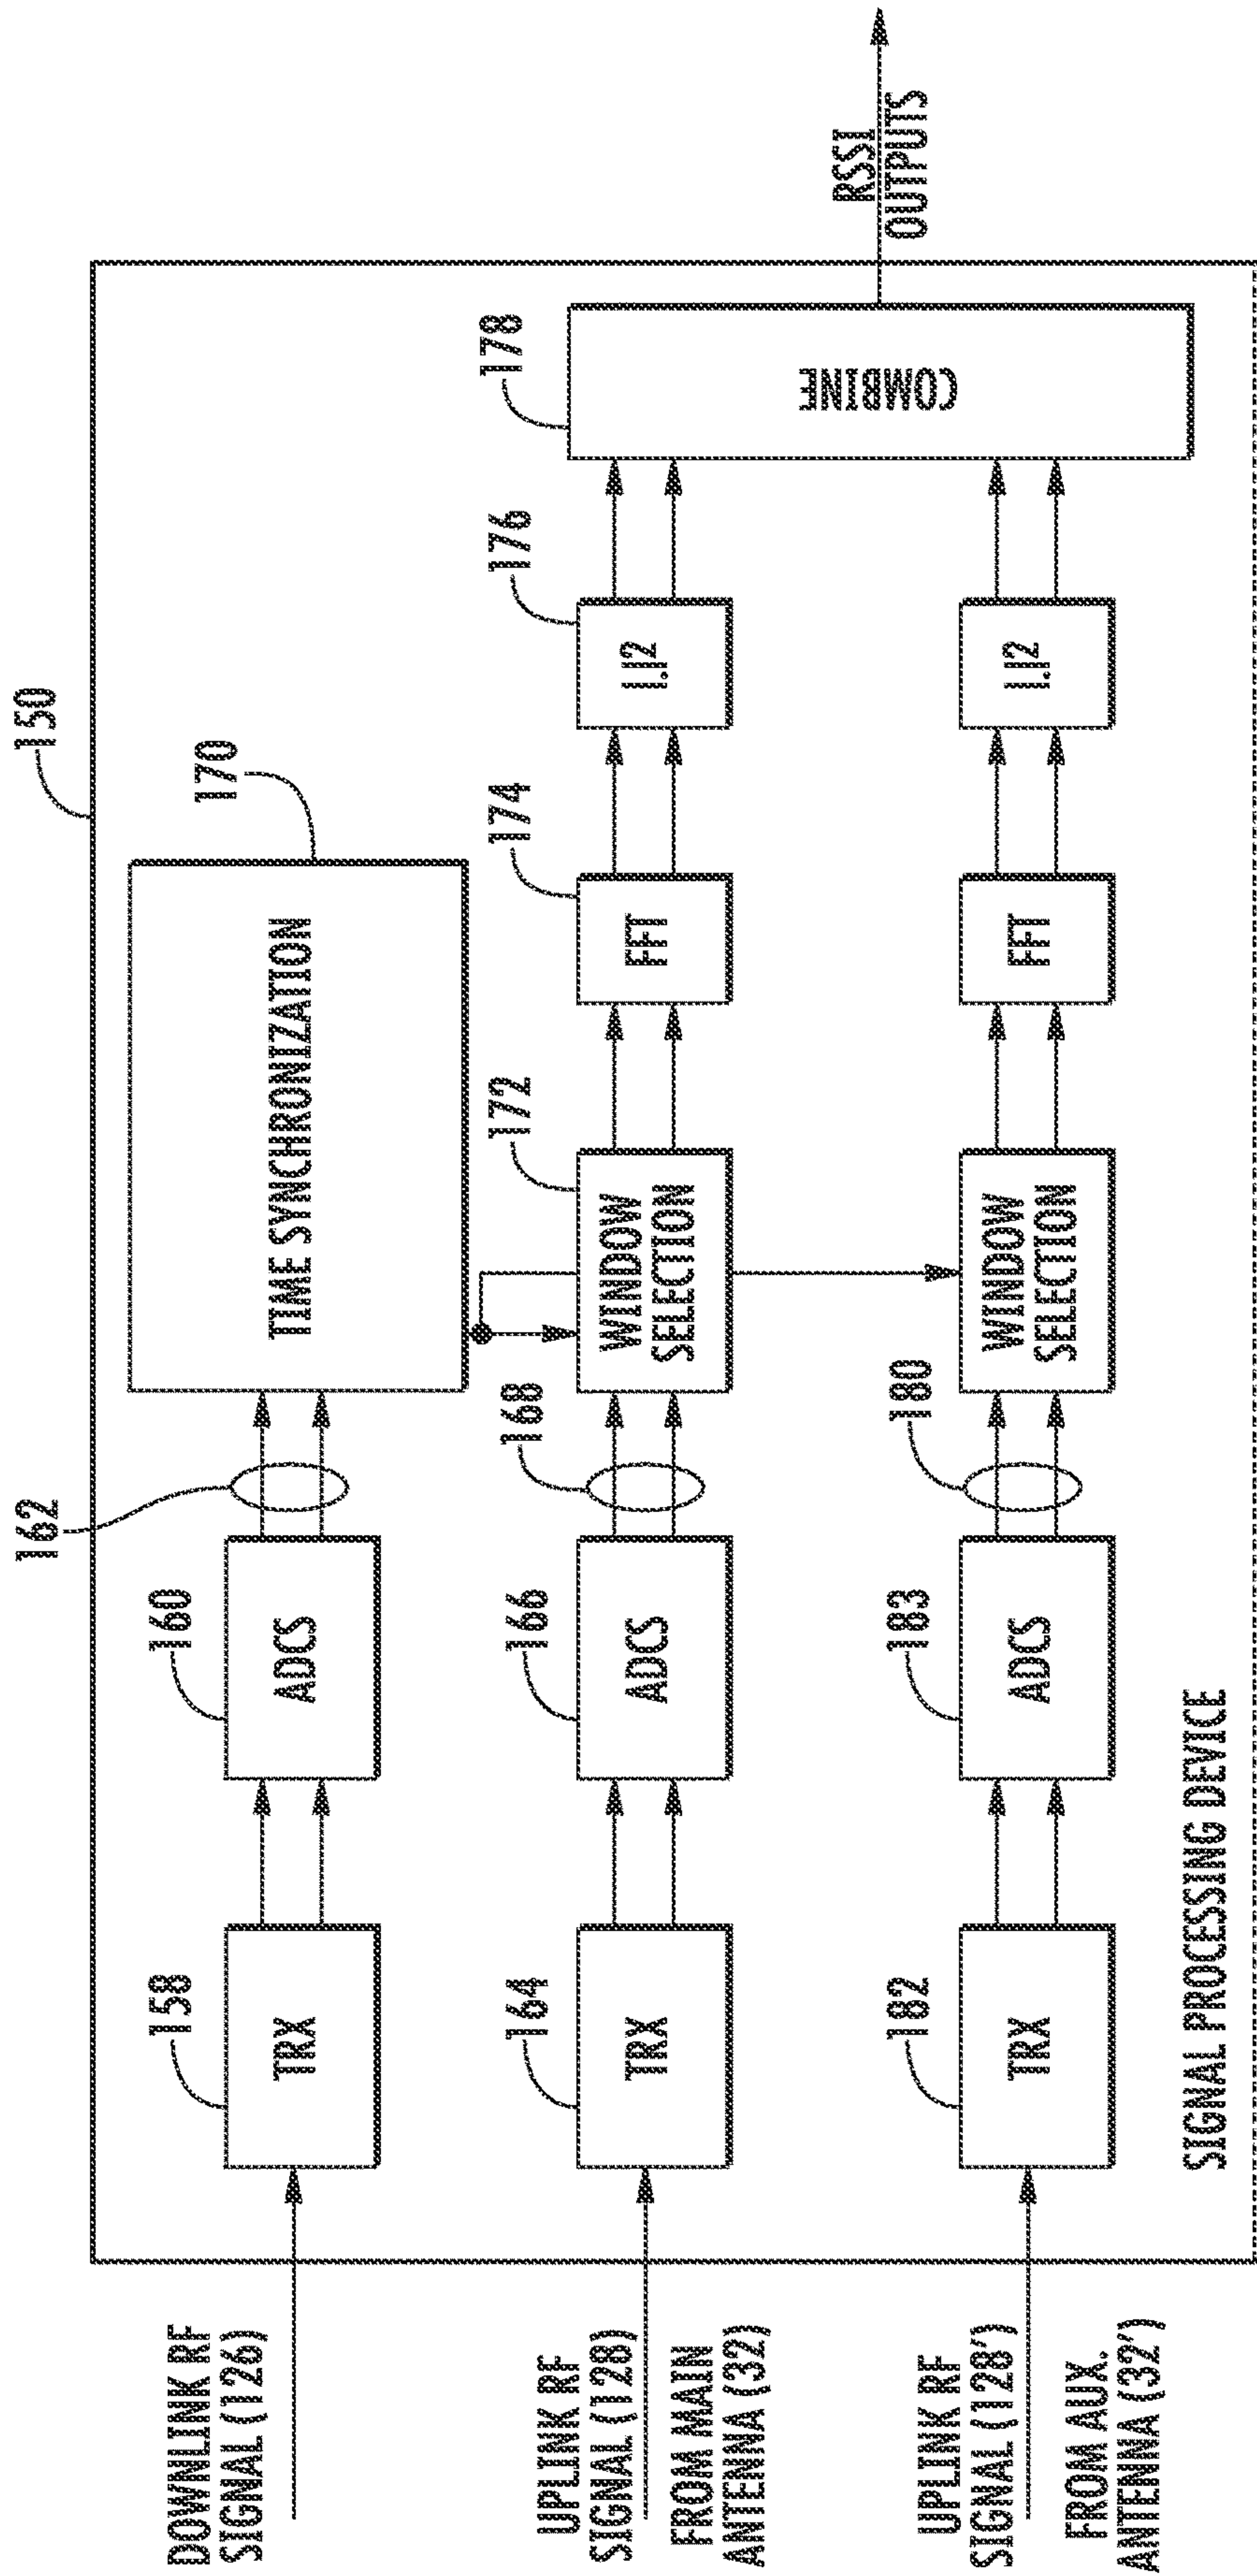 150
DOWNLINK RF
SIGNAL (126)
158
TRX
160
ADCS
162
TIME SYNCHRONIZATION
170
UPLINK RF
SIGNAL (128)
FROM MAIN
ANTENNA (32)
164
TRX
166
ADCS
168
WINDOW
SELECTION
172
FFT
174
I.I2
176
COMBINE
178
RSSI
OUTPUTS
UPLINK RF
SIGNAL (128')
FROM AUX.
ANTENNA (32')
182
TRX
183
ADCS
180
WINDOW
SELECTION
FFT
I.I2
SIGNAL PROCESSING DEVICE